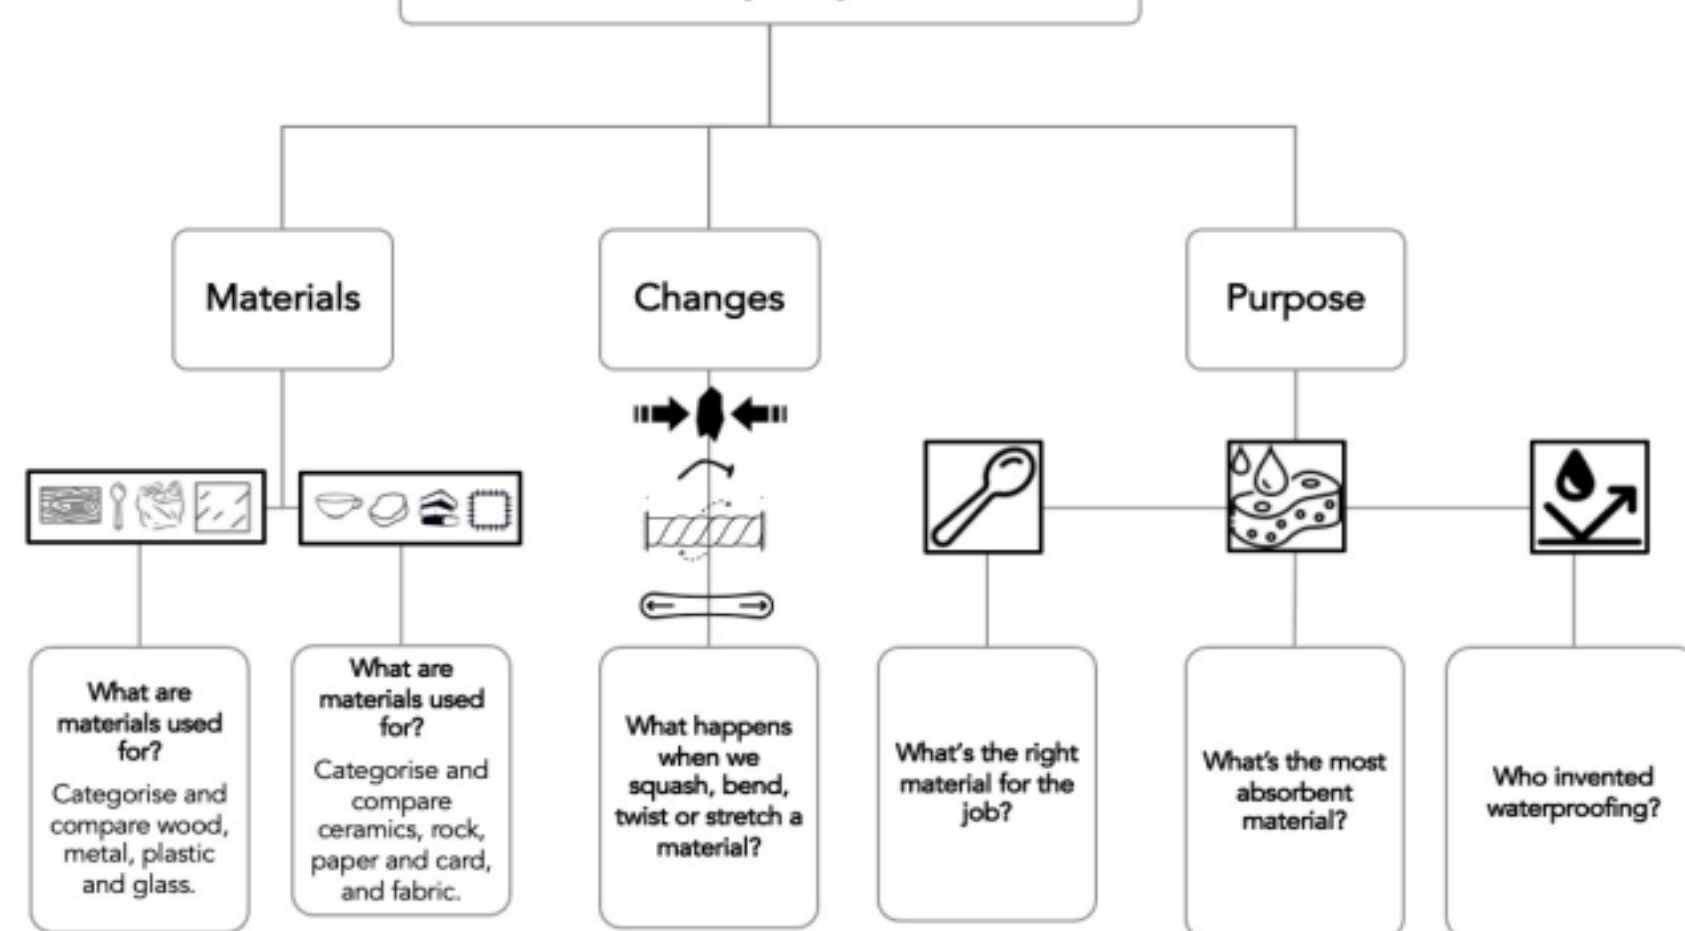 Materials
Changes
Purpose
What are
materials used
for?
Categorise and
compare wood,
metal, plastic
and glass.
What are
materials used
for?
Categorise and
compare
ceramics, rock,
paper and card,
and fabric.
What happens
when we
squash, bend,
twist or stretch a
material?
What's the right
material for the
job?
What's the most
absorbent
material?
Who invented
waterproofing?